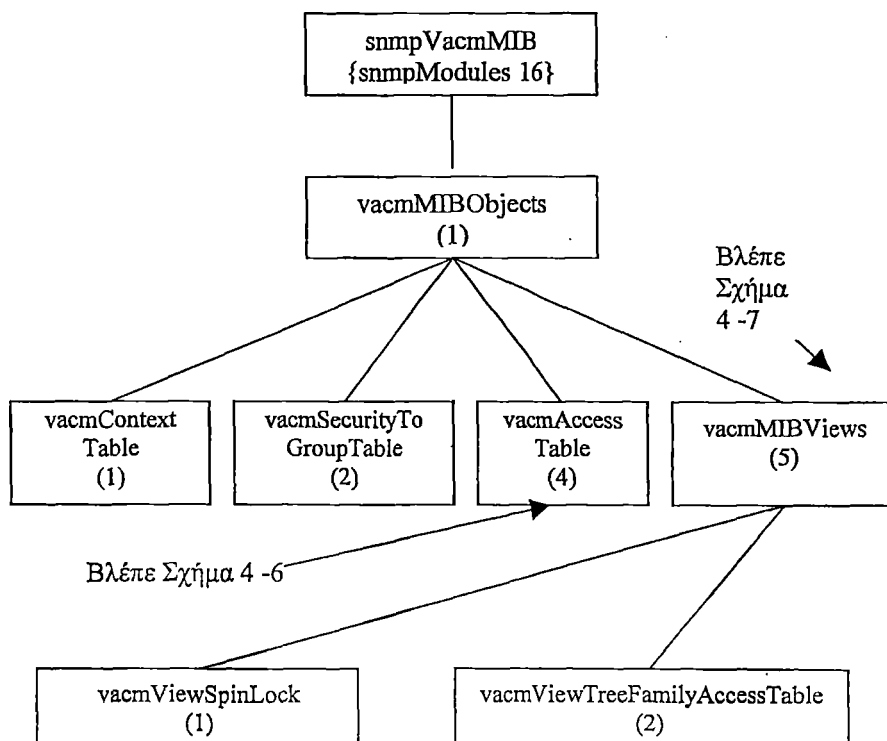 snmpVacmMIB
{snmpModules 16}
vacmMIBObjects
(1)
Βλέπε
Σχήμα
4 -7
vacmContext
Table
(1)
vacmSecurityTo
GroupTable
(2)
vacmAccess
Table
(4)
vacmMIBViews
(5)
Βλέπε Σχήμα 4 -6
vacmViewSpinLock
(1)
vacmViewTreeFamilyAccessTable
(2)